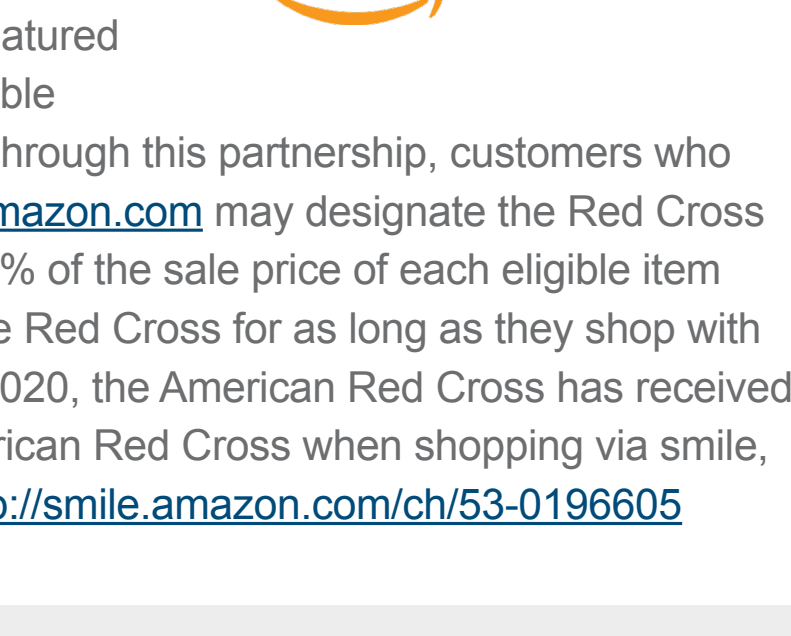 atured
ble
hrough this partnership, customers who
mazon.com may designate the Red Cross
% of the sale price of each eligible item
e Red Cross for as long as they shop with
020, the American Red Cross has received
rican Red Cross when shopping via smile,
p://smile.amazon.com/ch/53-0196605